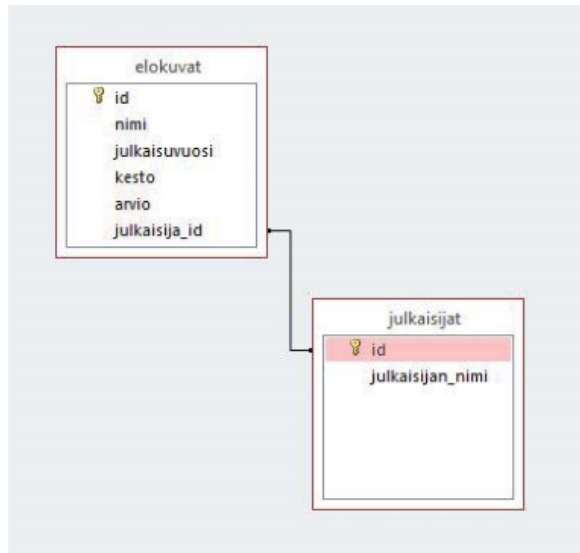 elokuvat
id
nimi
julkaisuvuosi
kesto
arvio
julkaisija_id
julkaisijat
id
julkaisijan_nimi